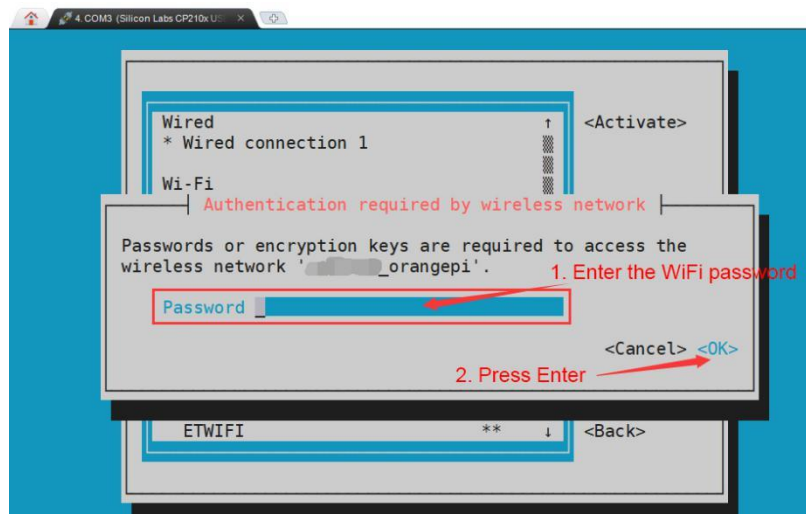 4. COM3 (Silicon Labs CP210x US
Wired
<Activate>
* Wired connection 1
Wi-Fi
Authentication required by wireless network
Passwords or encryption keys are required to access the
wireless network '_orangepi'.
1. Enter the WiFi password
Password _
<Cancel> <OK>
2. Press Enter
ETWIFI ** ↓ <Back>